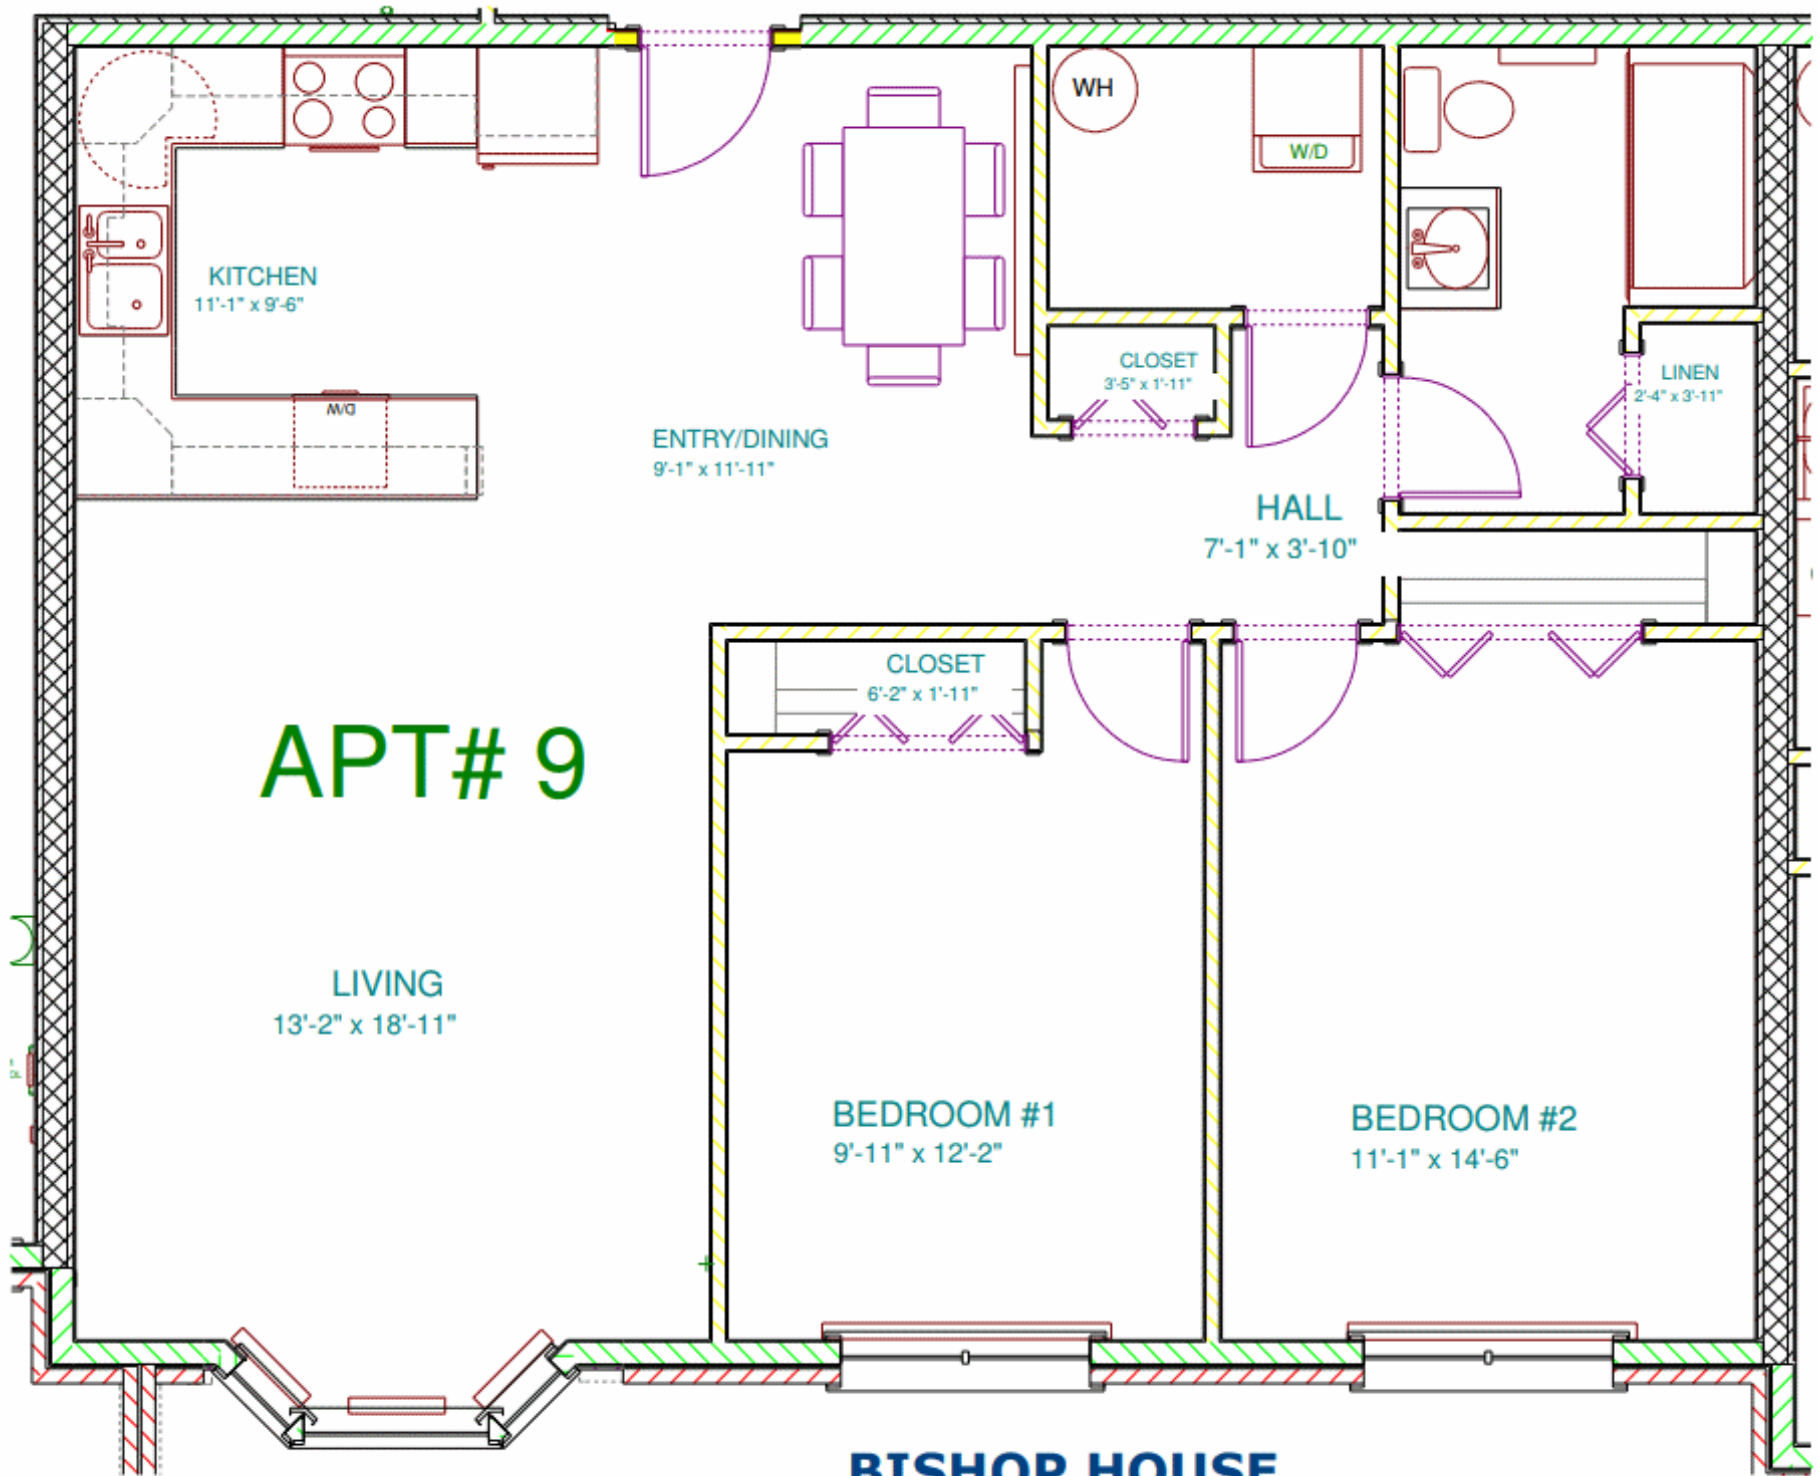 WH
W/D
KITCHEN
11'-1" x 9'-6"
CLOSET
3'-5" x 1'-11"
LINEN
2'-4" x 3'-11"
D/W
ENTRY/DINING
9'-1" x 11'-11"
HALL
7'-1" x 3'-10"
CLOSET
6'-2" x 1'-11"
APT# 9
LIVING
13'-2" x 18'-11"
BEDROOM #1
9'-11" x 12'-2"
BEDROOM #2
11'-1" x 14'-6"
BISHOP HOUSE